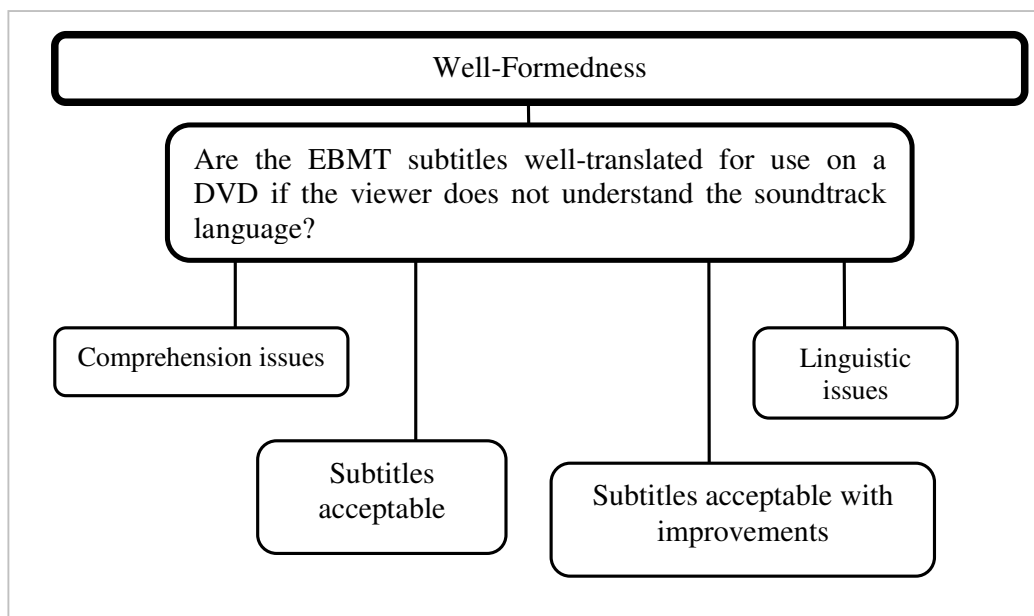 Well-Formedness
Are the EBMT subtitles well-translated for use on a
DVD if the viewer does not understand the soundtrack
language?
Comprehension issues
Linguistic
issues
Subtitles
acceptable
Subtitles acceptable with
improvements